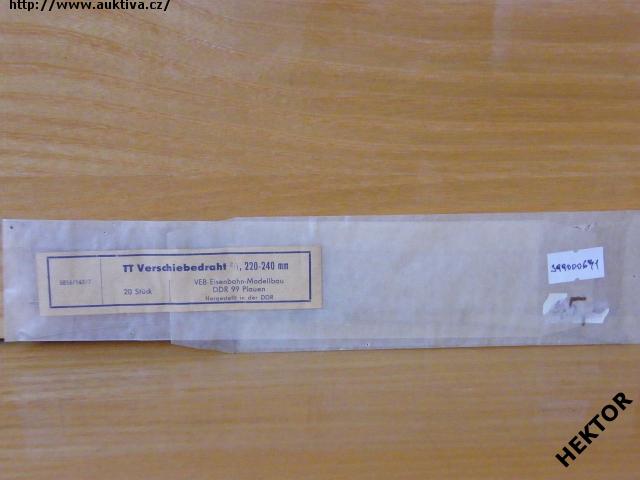 http://www.auktiva.cz/
TT Verschiebedraht 220-240 mm
20 Stück
VEB-Eisenbahn-Modellbau
DDR 99 Plauen
Hergestellt in der DDR
HEKTOR